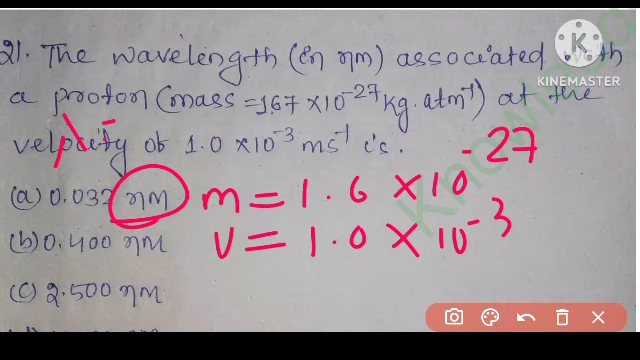 21. The wavelength (in nm) associated with
a proton (mass = 1.67 × 10⁻²⁷ kg. atm⁻¹) at the
velocity of 1.0 × 10⁻³ ms⁻¹ is.
(a) 0.032 nm
m = 1.6 × 10⁻²⁷
(b) 0.400 nm
v = 1.0 × 10⁻³
(c) 2.500 nm
KINEMASTER